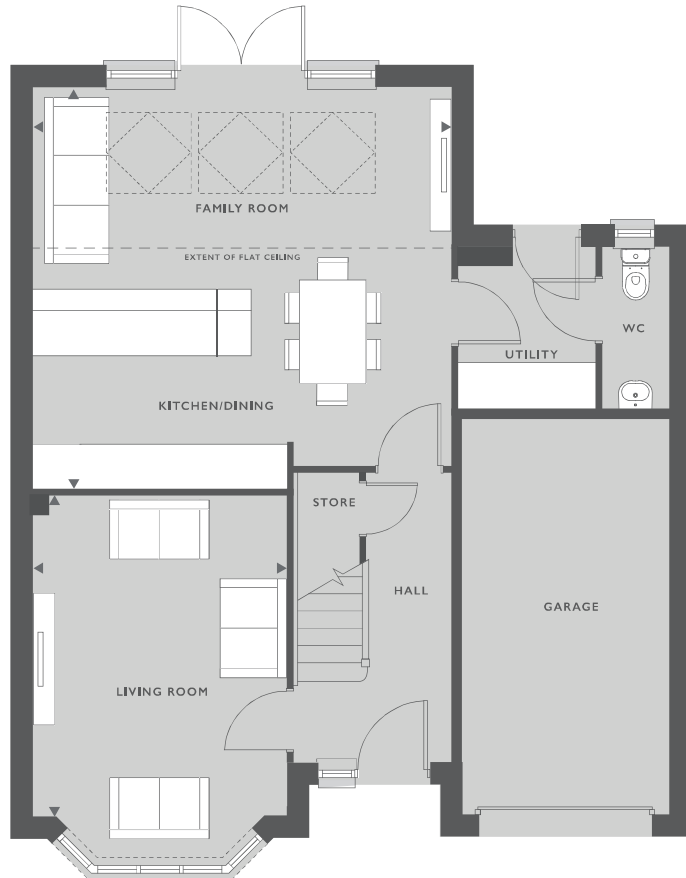 FAMILY ROOM
EXTENT OF FLAT CEILING
WC
UTILITY
KITCHEN/DINING
STORE
HALL
GARAGE
LIVING ROOM